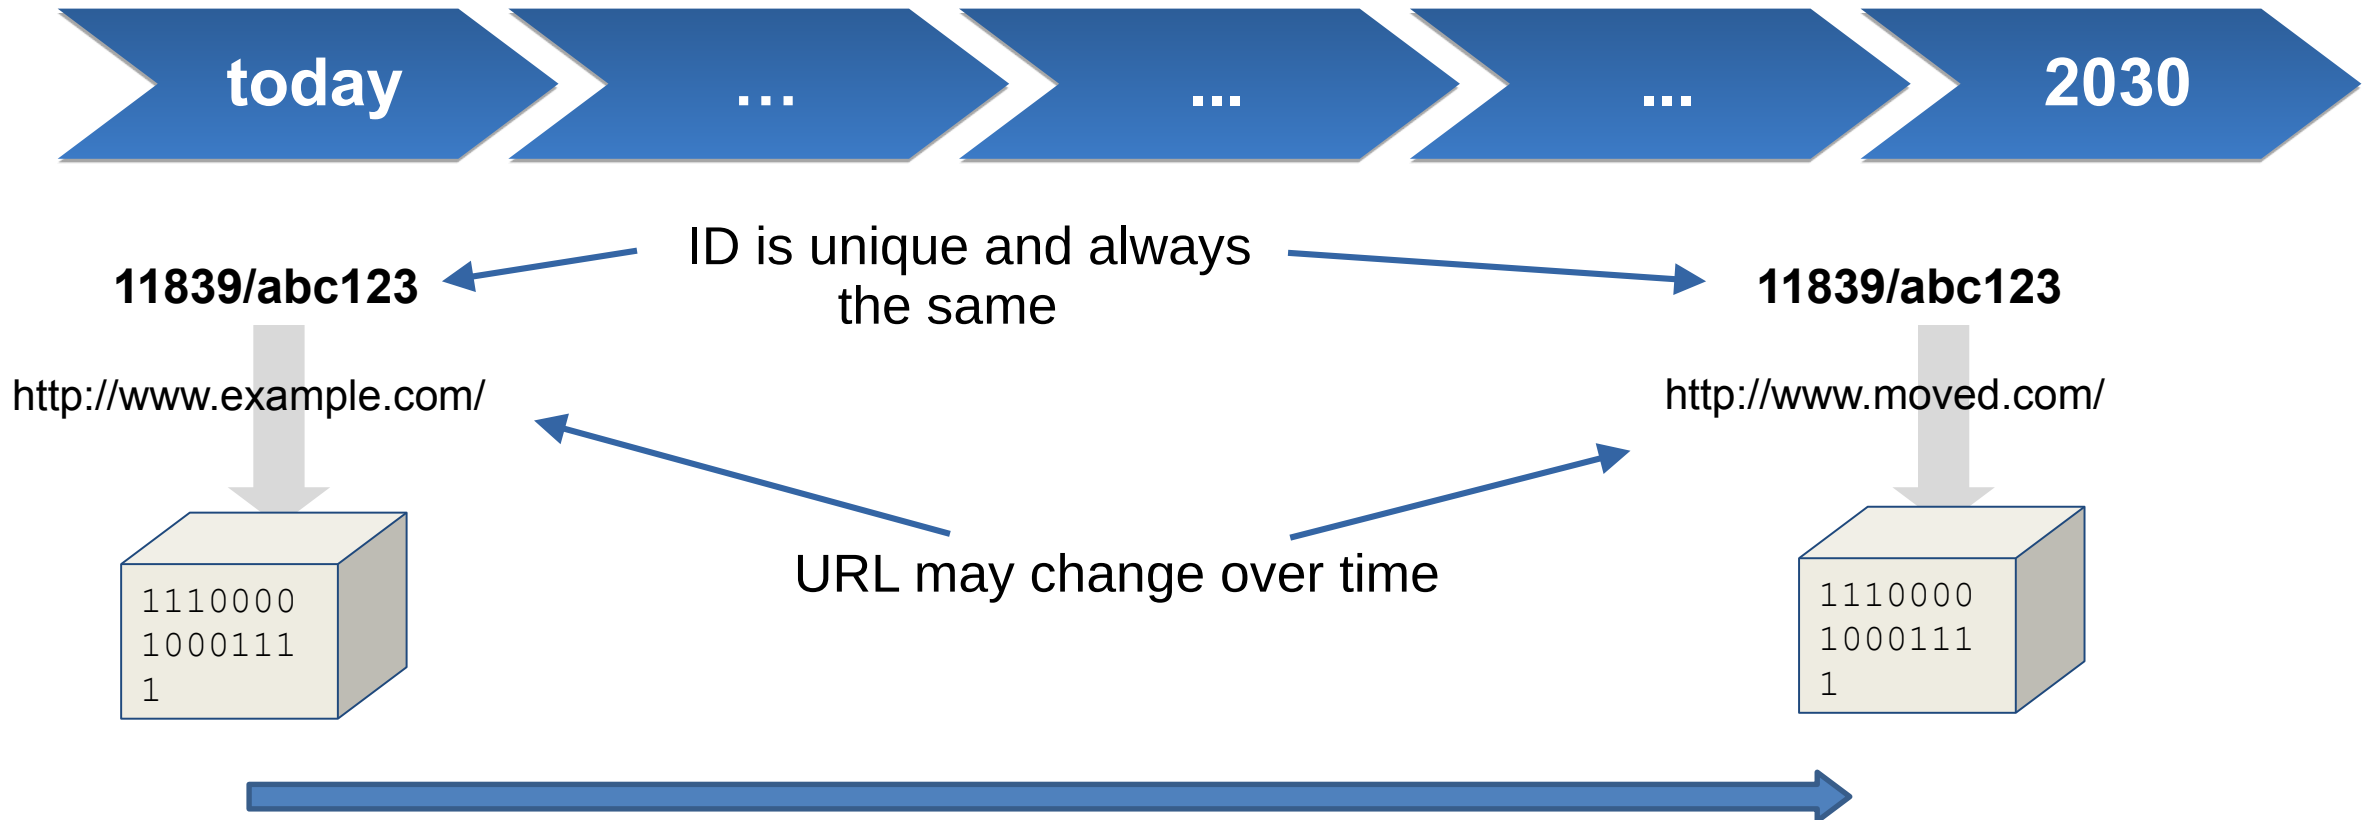 today
...
...
...
2030
ID is unique and always
the same
11839/abc123
11839/abc123
http://www.example.com/
http://www.moved.com/
URL may change over time
1110000
1000111
1
1110000
1000111
1